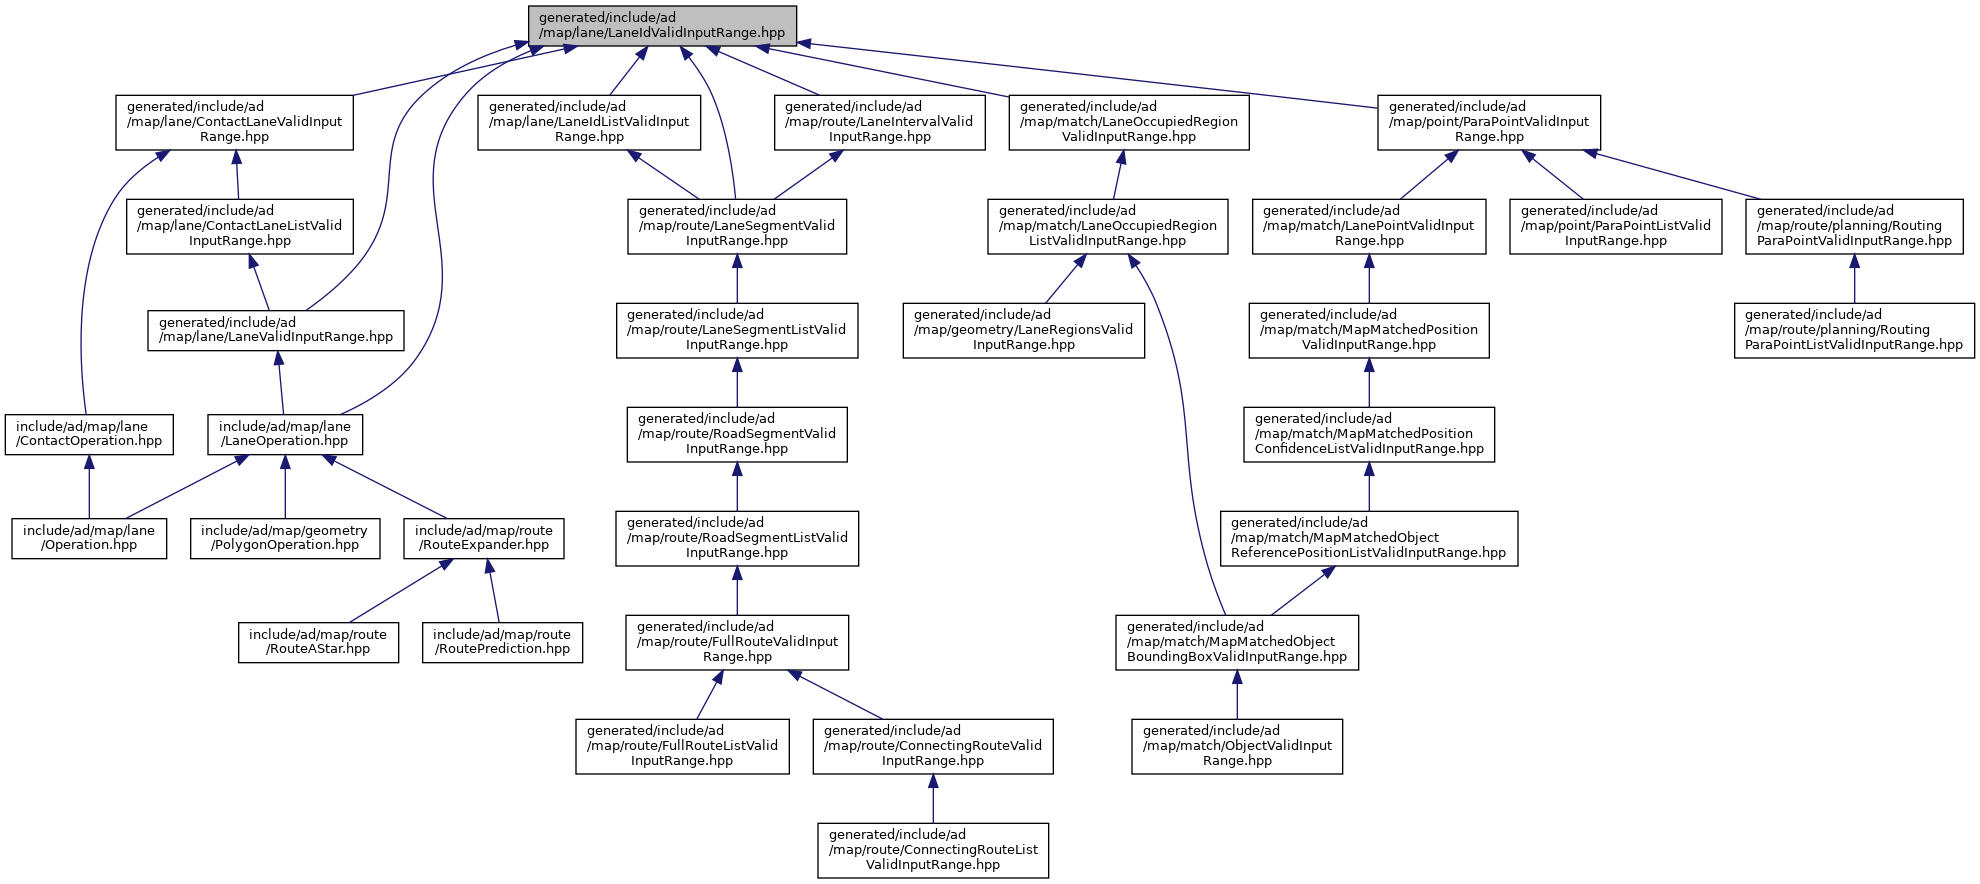 generated/include/ad
/map/lane/LaneIdValidInputRange.hpp
generated/include/ad
/map/lane/ContactLaneValidInput
Range.hpp
generated/include/ad
/map/lane/LaneIdListValidInput
Range.hpp
generated/include/ad
/map/route/LaneIntervalValid
InputRange.hpp
generated/include/ad
/map/match/LaneOccupiedRegion
ValidInputRange.hpp
generated/include/ad
/map/point/ParaPointValidInput
Range.hpp
generated/include/ad
/map/lane/ContactLaneListValid
InputRange.hpp
generated/include/ad
/map/route/LaneSegmentValid
InputRange.hpp
generated/include/ad
/map/match/LaneOccupiedRegion
ListValidInputRange.hpp
generated/include/ad
/map/match/LanePointValidInput
Range.hpp
generated/include/ad
/map/point/ParaPointListValid
InputRange.hpp
generated/include/ad
/map/route/planning/Routing
ParaPointValidInputRange.hpp
generated/include/ad
/map/lane/LaneValidInputRange.hpp
generated/include/ad
/map/route/LaneSegmentListValid
InputRange.hpp
generated/include/ad
/map/geometry/LaneRegionsValid
InputRange.hpp
generated/include/ad
/map/match/MapMatchedPosition
ValidInputRange.hpp
generated/include/ad
/map/route/planning/Routing
ParaPointListValidInputRange.hpp
include/ad/map/lane
/ContactOperation.hpp
include/ad/map/lane
/LaneOperation.hpp
generated/include/ad
/map/route/RoadSegmentValid
InputRange.hpp
generated/include/ad
/map/match/MapMatchedPosition
ConfidenceListValidInputRange.hpp
include/ad/map/lane
/Operation.hpp
include/ad/map/geometry
/PolygonOperation.hpp
include/ad/map/route
/RouteExpander.hpp
generated/include/ad
/map/route/RoadSegmentListValid
InputRange.hpp
generated/include/ad
/map/match/MapMatchedObject
ReferencePositionListValidInputRange.hpp
include/ad/map/route
/RouteAStar.hpp
include/ad/map/route
/RoutePrediction.hpp
generated/include/ad
/map/route/FullRouteValidInput
Range.hpp
generated/include/ad
/map/match/MapMatchedObject
BoundingBoxValidInputRange.hpp
generated/include/ad
/map/route/FullRouteListValid
InputRange.hpp
generated/include/ad
/map/route/ConnectingRouteValid
InputRange.hpp
generated/include/ad
/map/match/ObjectValidInput
Range.hpp
generated/include/ad
/map/route/ConnectingRouteList
ValidInputRange.hpp